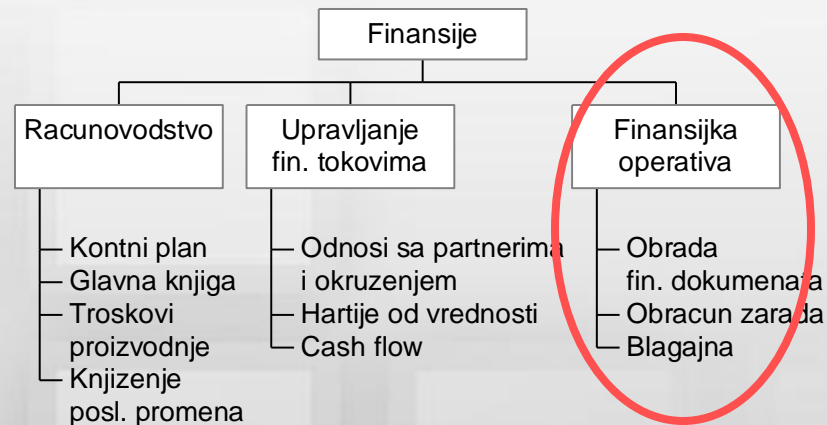 Finansije
Racunovodstvo
Kontni plan
Glavna knjiga
Troskovi
proizvodnje
Knjizenje
posl. promena
Upravljanje
fin. tokovima
Odnosi sa partnerima
i okruzenjem
Hartije od vrednosti
Cash flow
Finansijka
operativa
Obrada
fin. dokumenata
Obracun zarada
Blagajna